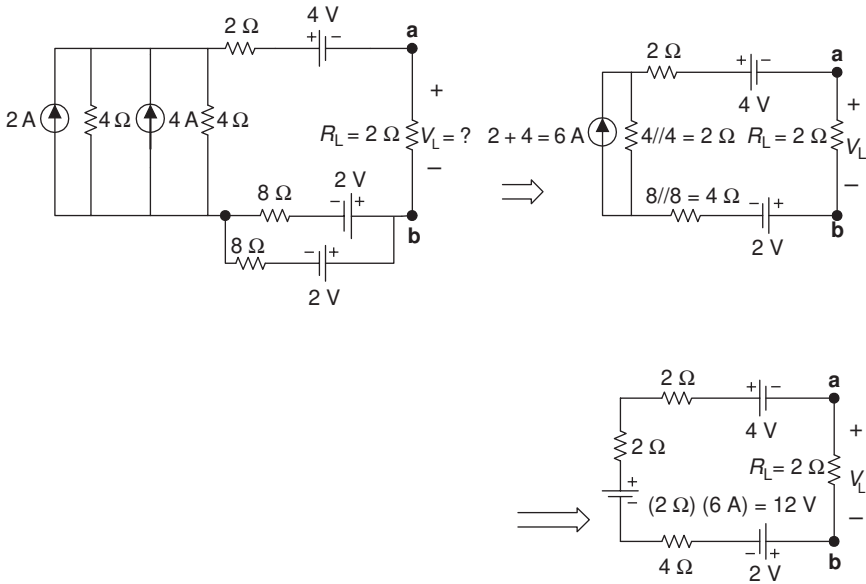 4 V
2 Ω
+ −
a
2 A
4 Ω
4 A
4 Ω
+
R_L = 2 Ω
V_L = ?
−
8 Ω
2 V
− +
b
8 Ω
− +
2 V
2 Ω
+ −
a
4 V
+
2 + 4 = 6 A
4//4 = 2 Ω
R_L = 2 Ω
V_L
−
8//8 = 4 Ω
− +
b
2 V
2 Ω
+ −
a
4 V
+
2 Ω
R_L = 2 Ω
V_L
+
−
(2 Ω) (6 A) = 12 V
−
4 Ω
− +
2 V
b